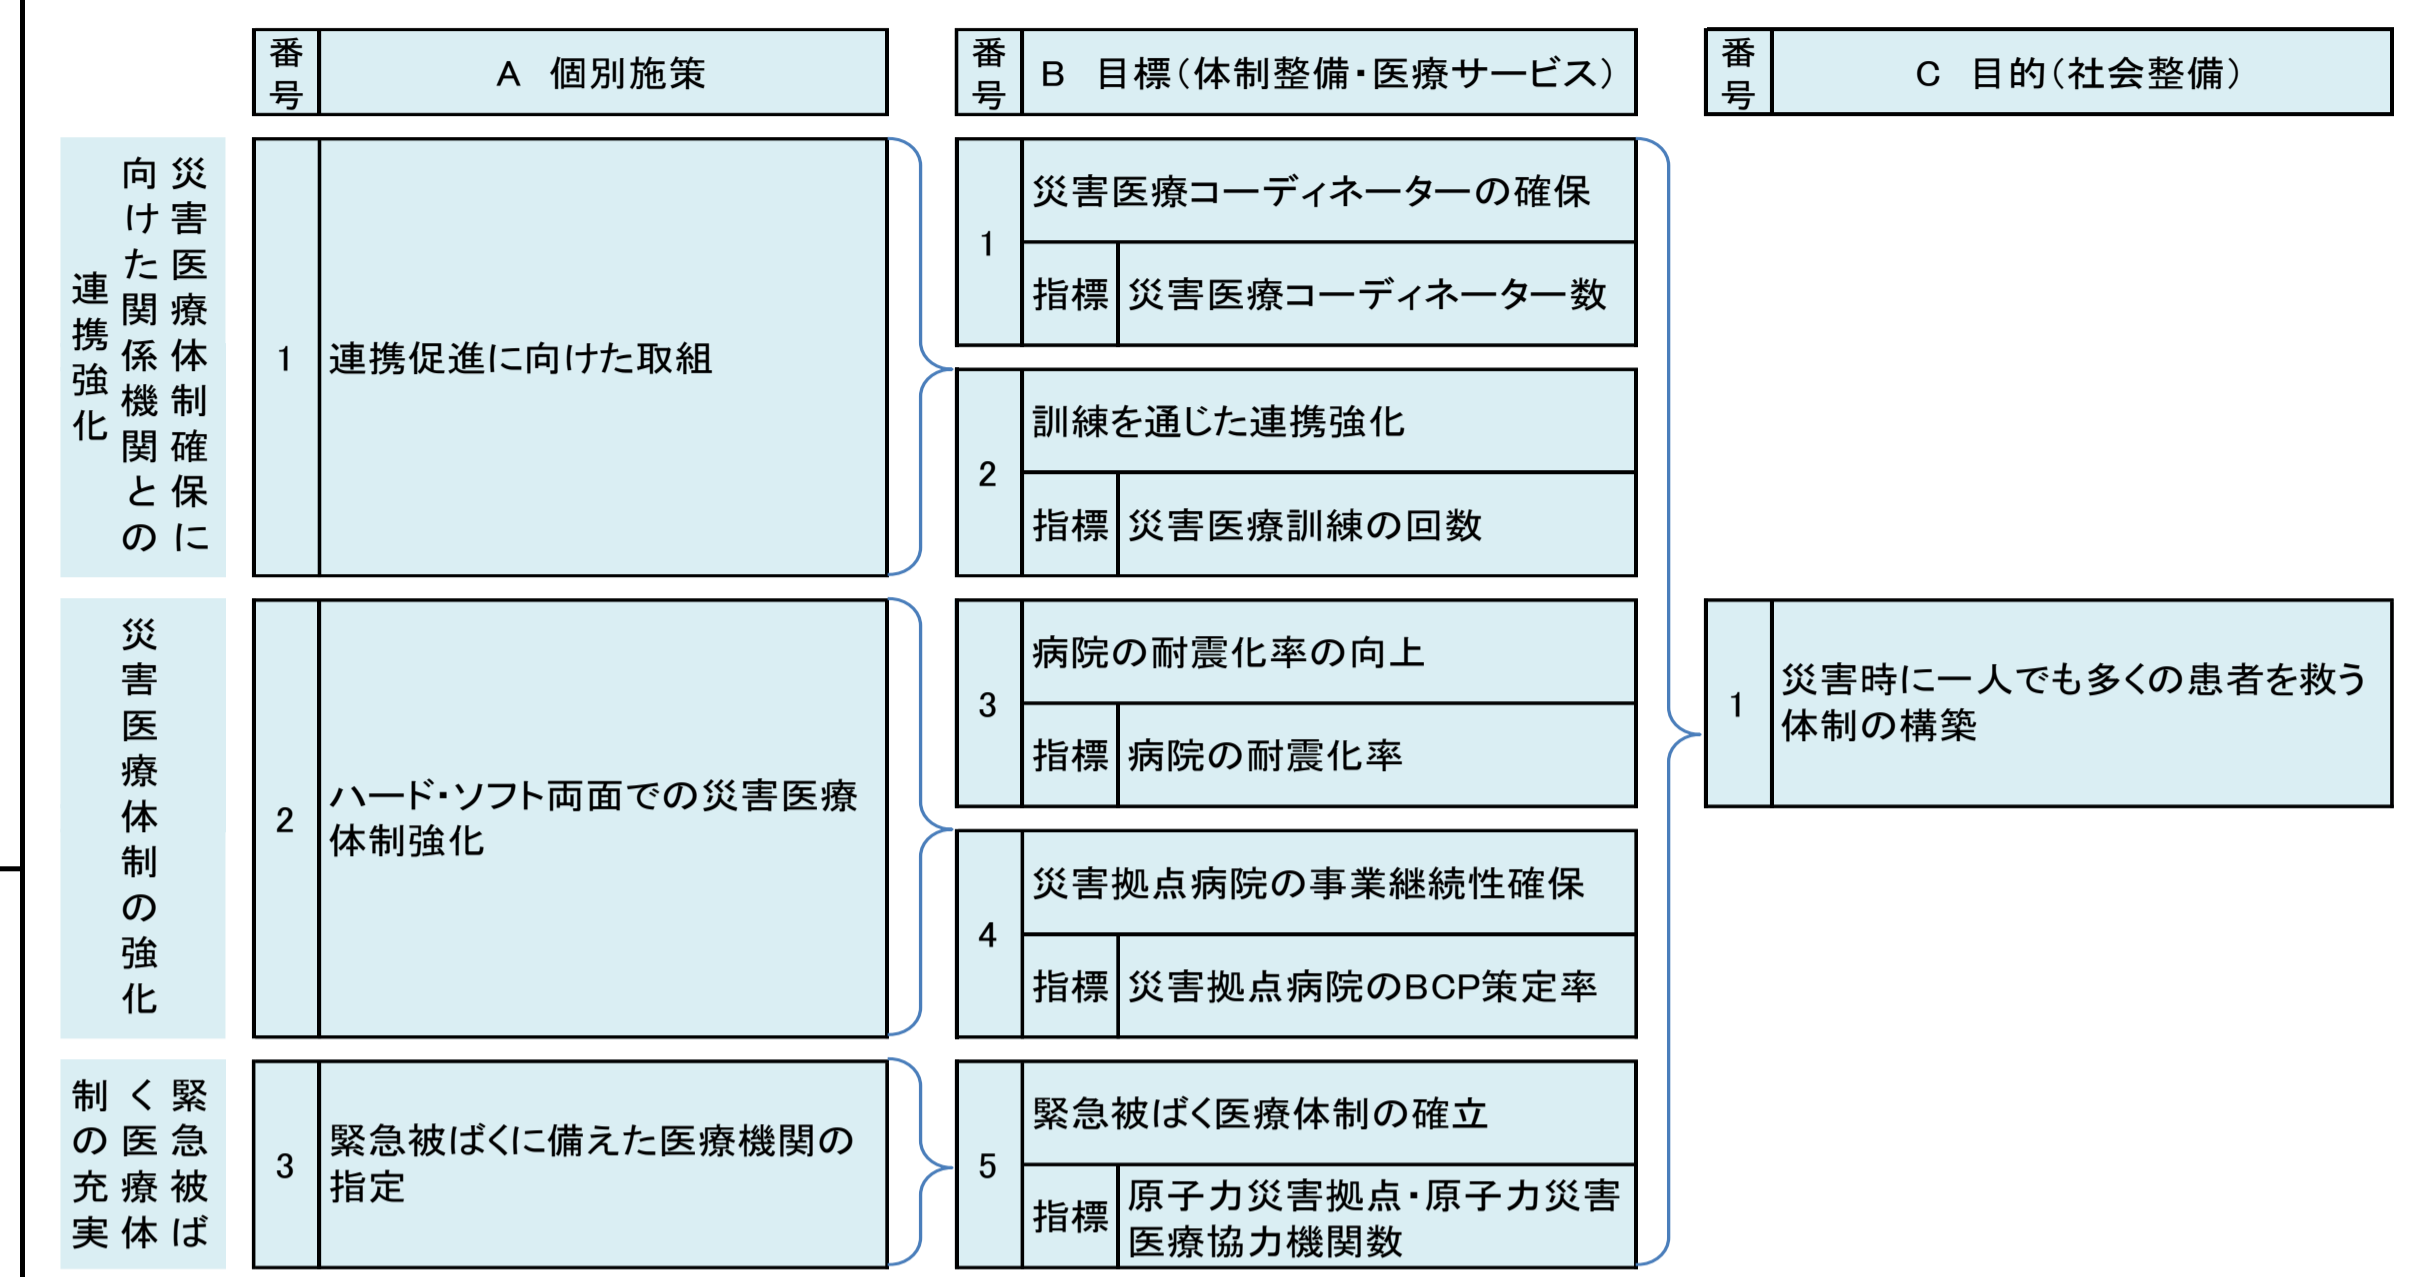 番号
A　個別施策
番号
B　目標(体制整備・医療サービス)
番号
C　目的(社会整備)
災害医療体制確保に
向けた関係機関との
連携強化
1
連携促進に向けた取組
1
災害医療コーディネーターの確保
指標
災害医療コーディネーター数
2
訓練を通じた連携強化
指標
災害医療訓練の回数
災害医療体制の強化
2
ハード・ソフト両面での災害医療
体制強化
3
病院の耐震化率の向上
指標
病院の耐震化率
4
災害拠点病院の事業継続性確保
指標
災害拠点病院のBCP策定率
緊急被ば
く医療体
制の充実
3
緊急被ばくに備えた医療機関の
指定
5
緊急被ばく医療体制の確立
指標
原子力災害拠点・原子力災害
医療協力機関数
1
災害時に一人でも多くの患者を救う
体制の構築